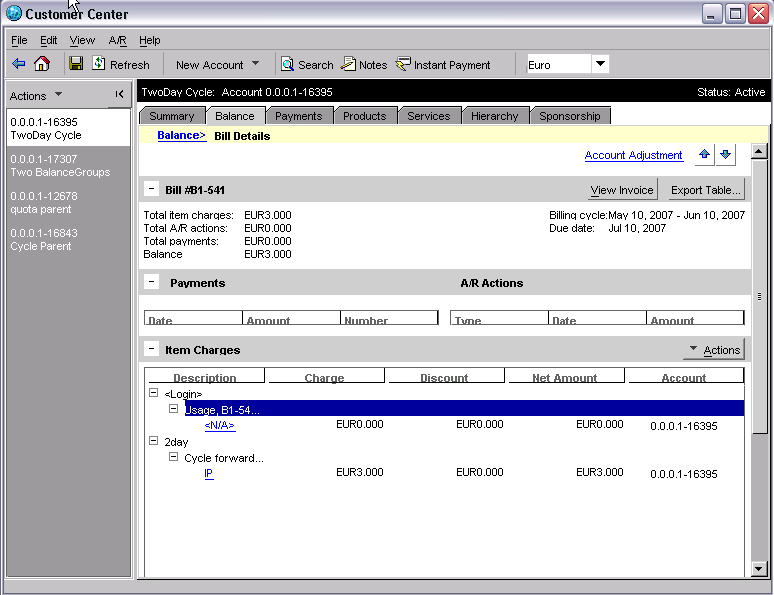 Customer Center
File Edit View A/R Help
Refresh New Account Search Notes Instant Payment Euro
Actions
TwoDay Cycle: Account 0.0.0.1-16395 Status: Active
0.0.0.1-16395
TwoDay Cycle
0.0.0.1-17307
Two BalanceGroups
0.0.0.1-12678
quota parent
0.0.0.1-16843
Cycle Parent
Summary Balance Payments Products Services Hierarchy Sponsorship
Balance> Bill Details
Account Adjustment
Bill #B1-541 View Invoice Export Table...
Total item charges: EUR3.000 Billing cycle:May 10, 2007 - Jun 10, 2007
Total A/R actions: EUR0.000 Due date: Jul 10, 2007
Total payments: EUR0.000
Balance EUR3.000
Payments A/R Actions
Date Amount Number Type Date Amount
Item Charges Actions
Description Charge Discount Net Amount Account
<Login>
Usage, B1-54...
<N/A> EUR0.000 EUR0.000 EUR0.000 0.0.0.1-16395
2day
Cycle forward...
IP EUR3.000 EUR0.000 EUR3.000 0.0.0.1-16395